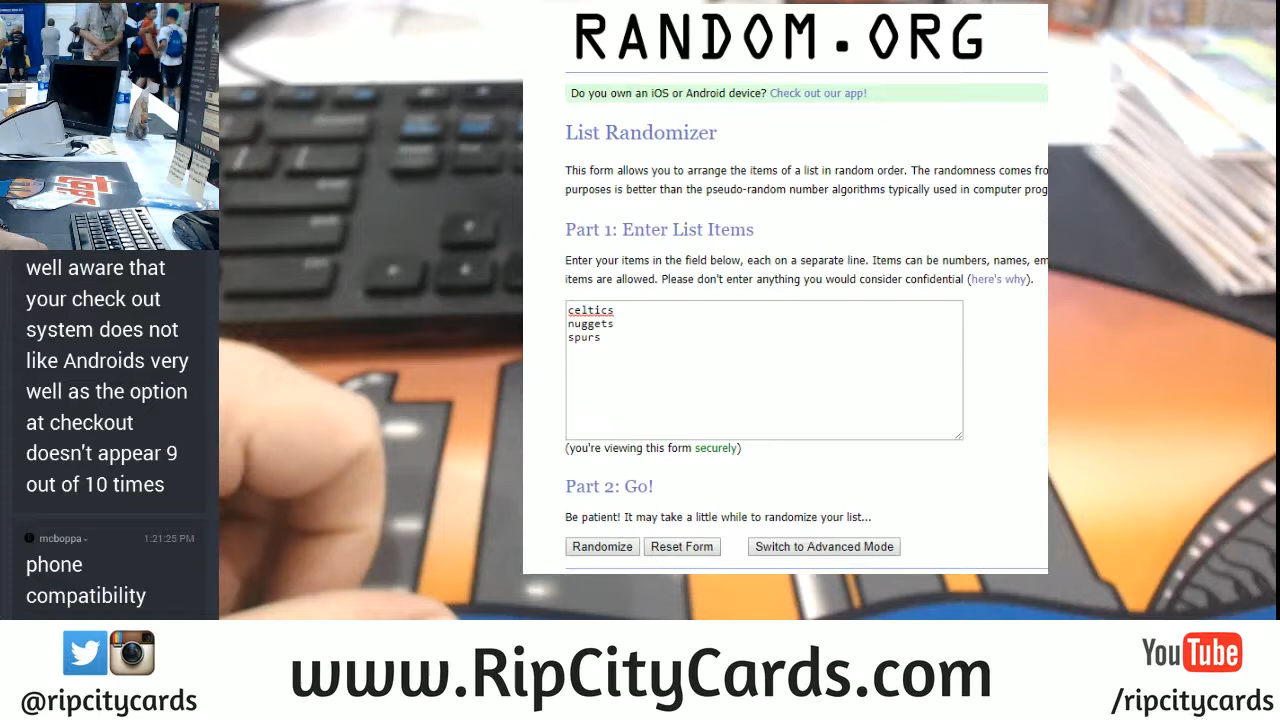 well aware that
your check out
system does not
like Androids very
well as the option
at checkout
doesn't appear 9
out of 10 times
mcboppa~ 1:21:25 PM
phone
compatibility
RANDOM.ORG
Do you own an iOS or Android device? Check out our app!
List Randomizer
This form allows you to arrange the items of a list in random order. The randomness comes fro
purposes is better than the pseudo-random number algorithms typically used in computer prog
Part 1: Enter List Items
Enter your items in the field below, each on a separate line. Items can be numbers, names, em
items are allowed. Please don't enter anything you would consider confidential (here's why).
celtics
nuggets
spurs
(you're viewing this form securely)
Part 2: Go!
Be patient! It may take a little while to randomize your list...
Randomize Reset Form Switch to Advanced Mode
@ripcitycards
www.RipCityCards.com
YouTube
/ripcitycards